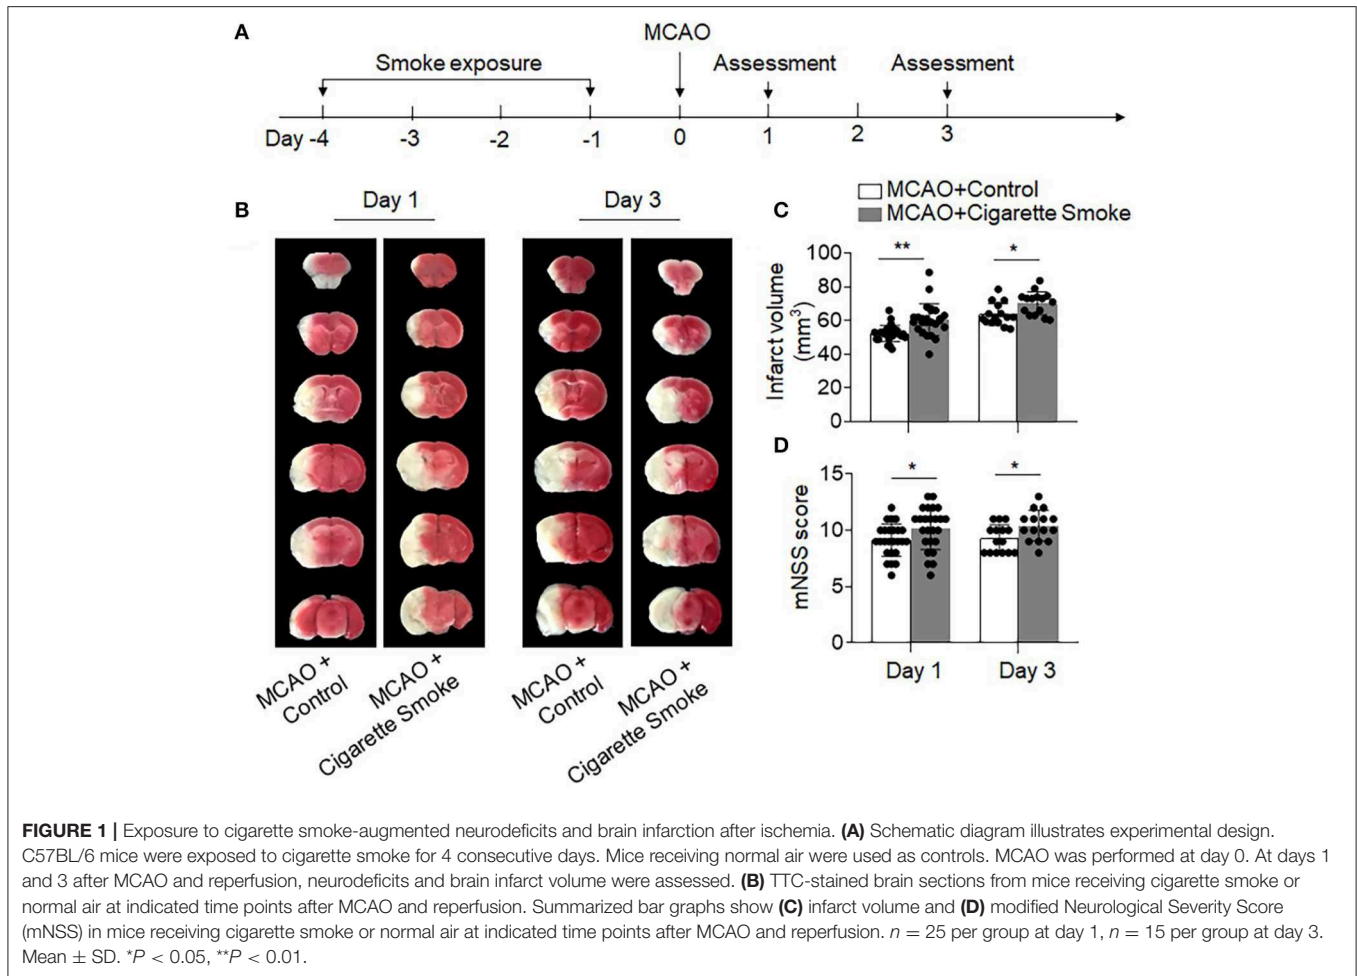 A
MCAO
Smoke exposure
Assessment
Assessment
Day -4
-3
-2
-1
0
1
2
3
B
Day 1
Day 3
MCAO +
Control
MCAO +
Cigarette Smoke
MCAO +
Control
MCAO +
Cigarette Smoke
MCAO+Control
MCAO+Cigarette Smoke
C
Infarct volume
(mm³)
100
80
60
40
20
0
**
*
D
mNSS score
15
10
5
0
*
*
Day 1
Day 3
FIGURE 1 | Exposure to cigarette smoke-augmented neurodeficits and brain infarction after ischemia. (A) Schematic diagram illustrates experimental design.
C57BL/6 mice were exposed to cigarette smoke for 4 consecutive days. Mice receiving normal air were used as controls. MCAO was performed at day 0. At days 1
and 3 after MCAO and reperfusion, neurodeficits and brain infarct volume were assessed. (B) TTC-stained brain sections from mice receiving cigarette smoke or
normal air at indicated time points after MCAO and reperfusion. Summarized bar graphs show (C) infarct volume and (D) modified Neurological Severity Score
(mNSS) in mice receiving cigarette smoke or normal air at indicated time points after MCAO and reperfusion. n = 25 per group at day 1, n = 15 per group at day 3.
Mean ± SD. *P < 0.05, **P < 0.01.